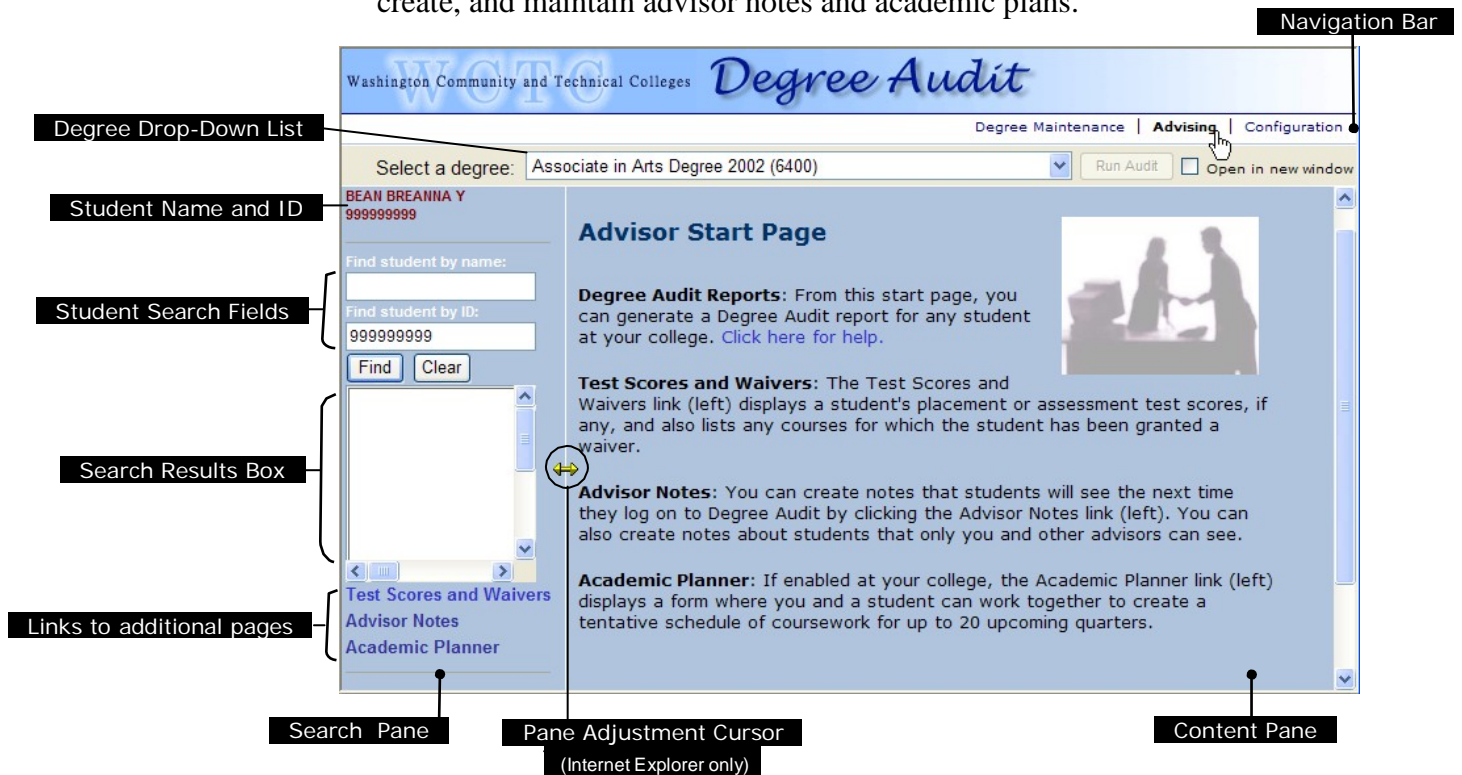 create, and maintain advisor notes and academic plans.
Navigation Bar
WCTC
Washington Community and Technical Colleges
Degree Audit
Degree Drop-Down List
Degree Maintenance | Advising | Configuration
Select a degree: Associate in Arts Degree 2002 (6400) Run Audit Open in new window
Student Name and ID
BEAN BREANNA Y
999999999
Find student by name:
Student Search Fields
Find student by ID:
999999999
Find Clear
Search Results Box
Links to additional pages
Test Scores and Waivers
Advisor Notes
Academic Planner
Advisor Start Page
Degree Audit Reports: From this start page, you
can generate a Degree Audit report for any student
at your college. Click here for help.
Test Scores and Waivers: The Test Scores and
Waivers link (left) displays a student's placement or assessment test scores, if
any, and also lists any courses for which the student has been granted a
waiver.
Advisor Notes: You can create notes that students will see the next time
they log on to Degree Audit by clicking the Advisor Notes link (left). You can
also create notes about students that only you and other advisors can see.
Academic Planner: If enabled at your college, the Academic Planner link (left)
displays a form where you and a student can work together to create a
tentative schedule of coursework for up to 20 upcoming quarters.
Search Pane
Pane Adjustment Cursor
(Internet Explorer only)
Content Pane